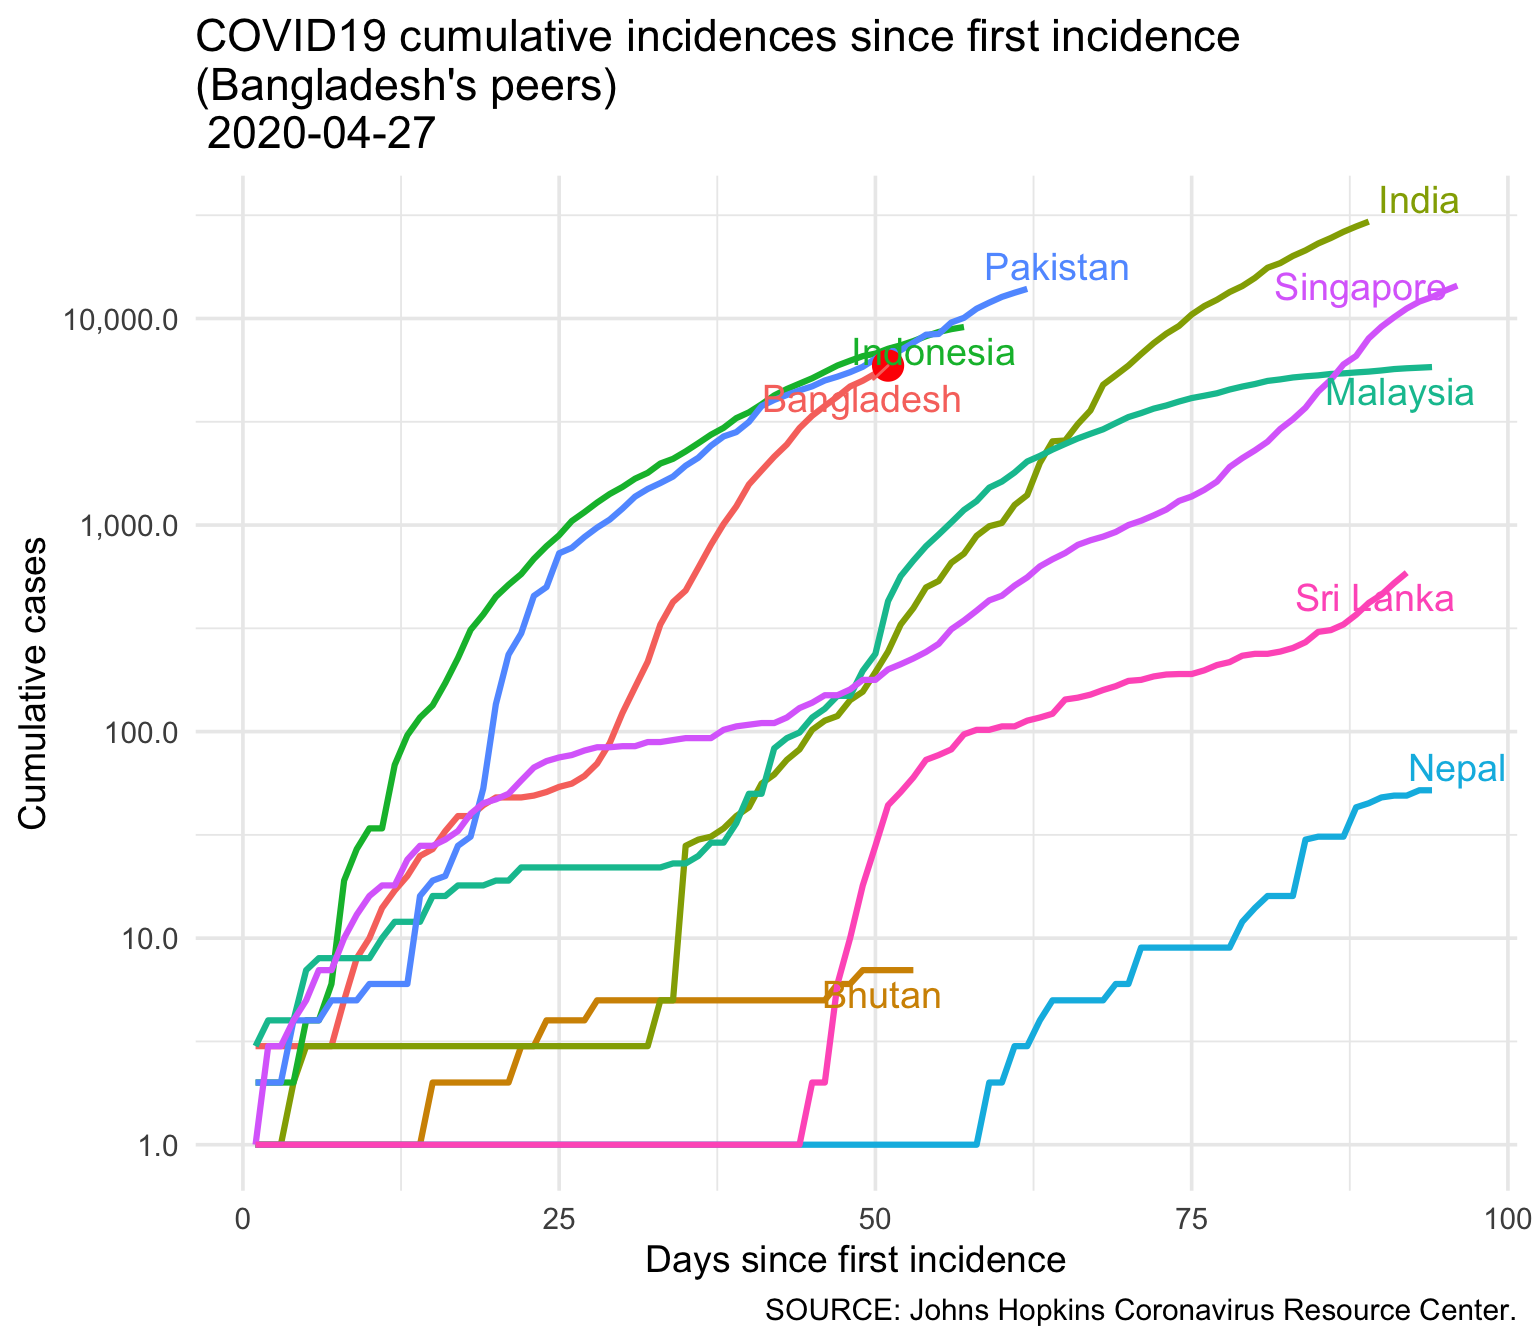 COVID19 cumulative incidences since first incidence
(Bangladesh's peers)
2020-04-27
India
Pakistan
Singapore
10,000.0
Indonesia
Malaysia
Bangladesh
1,000.0
Sri Lanka
100.0
Nepal
10.0
Bhutan
1.0
Cumulative cases
0 25 50 75 100
Days since first incidence
SOURCE: Johns Hopkins Coronavirus Resource Center.